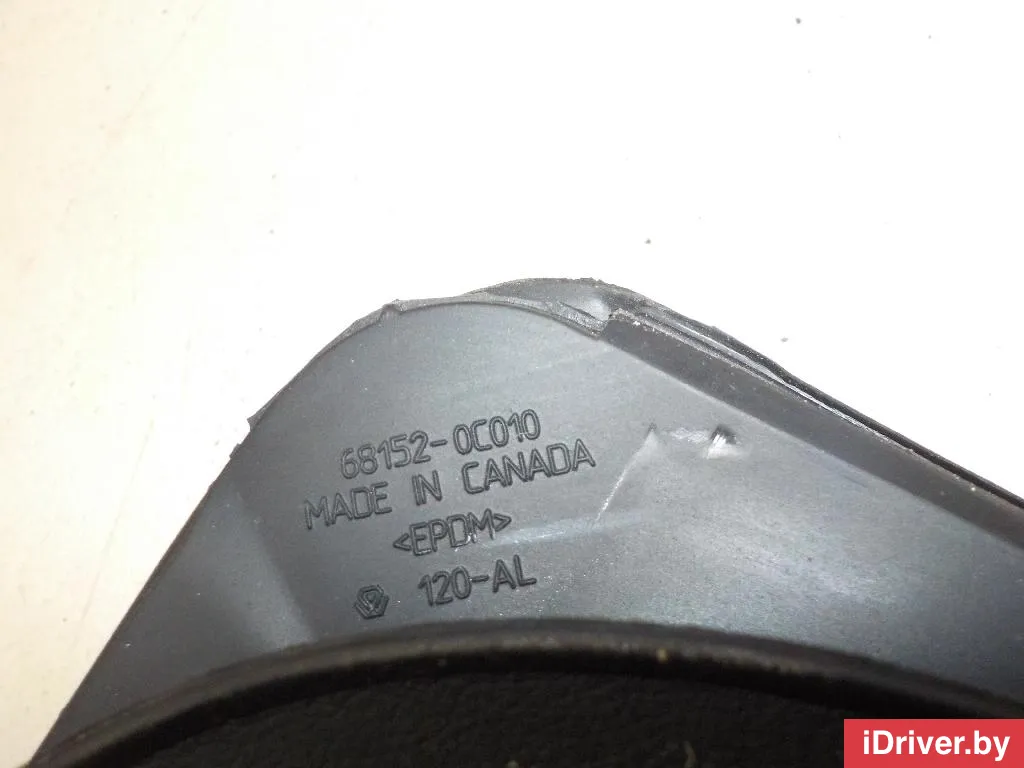 68152-0C010
MADE IN CANADA
<EPDM>
120-AL
iDriver.by